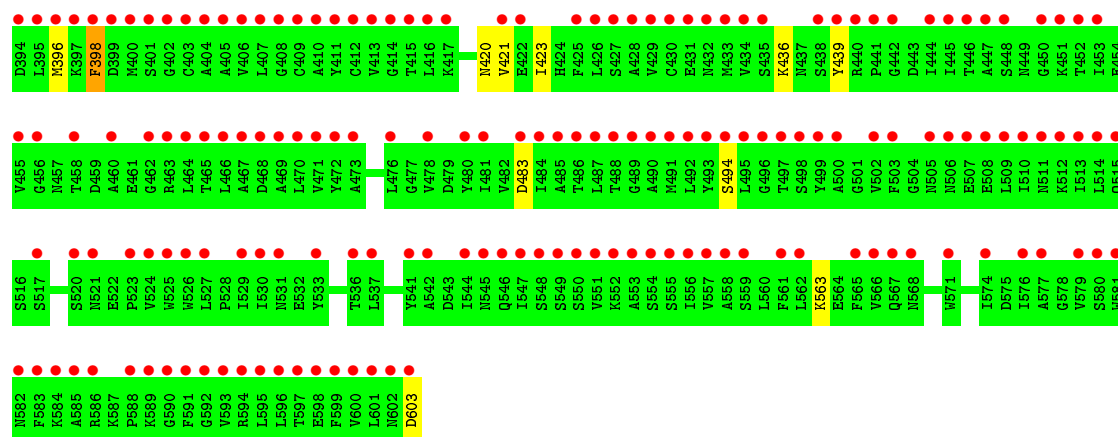 D394 L395 M396 K397 F398 D399 M400 S401 G402 C403 A404 A405 V406 L407 G408 C409 A410 Y411 C412 V413 G414 T415 L416 K417 N420 V421 E422 I423 H424 F425 L426 S427 A428 V429 C430 E431 N432 M433 V434 S435 K436 N437 S438 Y439 R440 P441 G442 D443 I444 I445 T446 A447 S448 N449 G450 K451 T452 I453 E454
V455 G456 N457 T458 D459 A460 E461 G462 R463 L464 T465 L466 A467 D468 A469 L470 V471 Y472 A473 L476 G477 V478 D479 Y480 I481 V482 D483 I484 A485 T486 L487 T488 G489 A490 M491 L492 Y493 S494 L495 G496 T497 S498 Y499 A500 G501 V502 F503 G504 N505 N506 E507 E508 L509 I510 N511 K512 I513 L514 Q515
S516 S517 S520 N521 E522 P523 V524 W525 W526 L527 P528 I529 I530 N531 E532 Y533 T536 L537 Y541 A542 D543 I544 N545 Q546 I547 S548 S549 S550 V551 K552 A553 S554 S555 I556 V557 A558 S559 L560 F561 L562 K563 E564 F565 V566 Q567 N568 W571 I574 D575 I576 A577 G578 V579 S580 W581
N582 F583 K584 A585 R586 K587 P588 K589 G590 F591 G592 V593 R594 L595 L596 T597 E598 F599 V600 L601 N602 D603